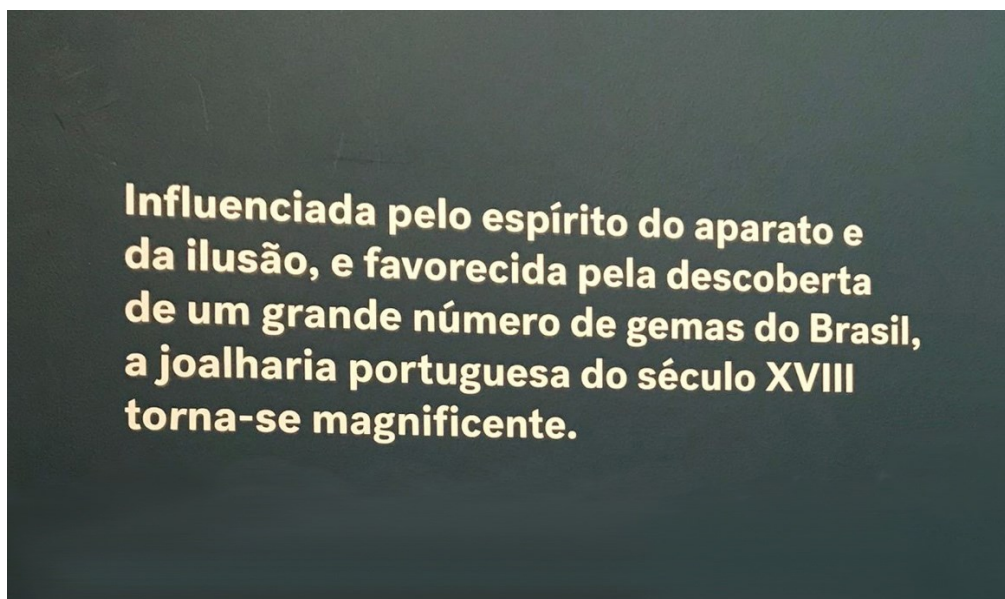 Influenciada pelo espírito do aparato e
da ilusão, e favorecida pela descoberta
de um grande número de gemas do Brasil,
a joalharia portuguesa do século XVIII
torna-se magnificente.